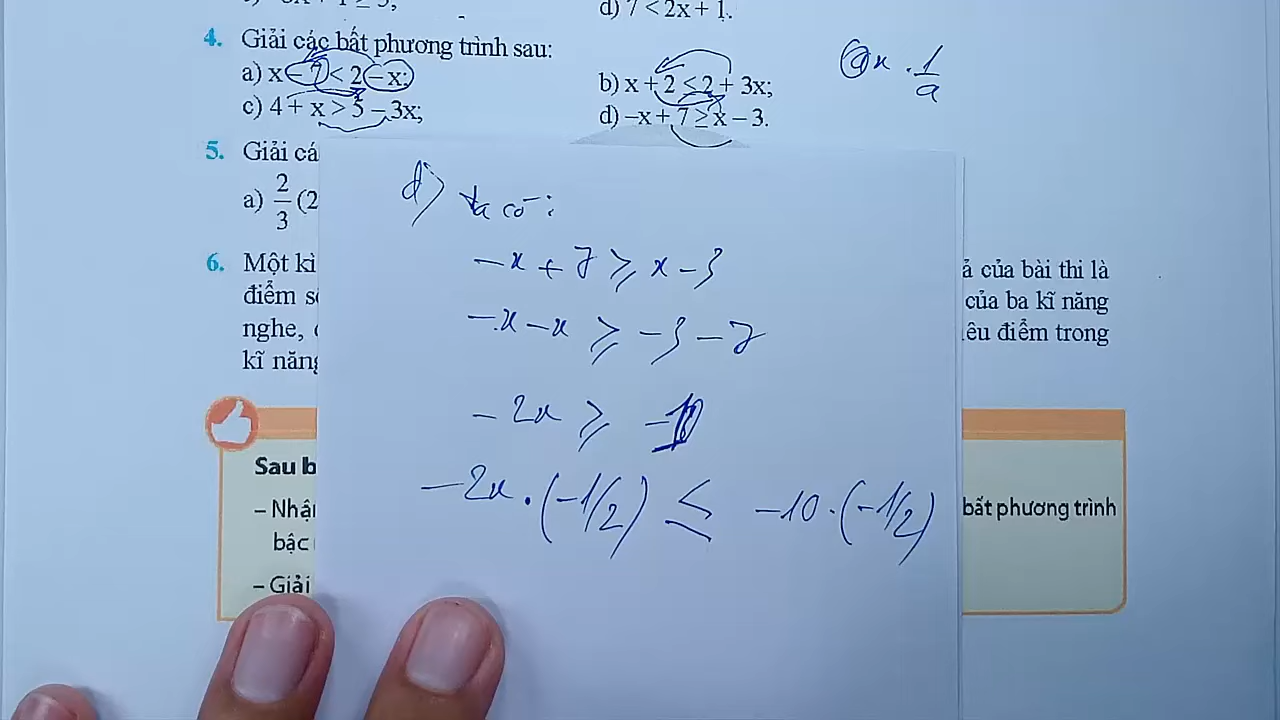 d) 7 < 2x + 1.
4. Giải các bất phương trình sau:
a) x – 7 < 2 – x;
b) x + 2 < 2 + 3x;
c) 4 + x > 5 – 3x;
d) –x + 7 ≥ x – 3.
ax · 1/a
5. Giải cá
a) 2/3 (2
6. Một kì
ả của bài thi là
điểm số
của ba kĩ năng
nghe,
iêu điểm trong
kĩ năng
d) ta có:
-x + 7 ≥ x - 3
-x - x ≥ -3 - 7
-2x ≥ -10
-2x · (-1/2) ≤ -10 · (-1/2)
Sau b
– Nhận
bất phương trình
bậc
– Giải